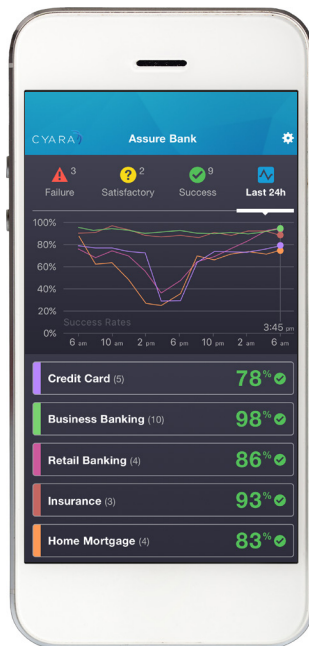 CYARA
Assure Bank
3
Failure
?
2
Satisfactory
9
Success
Last 24h
100%
80%
60%
40%
20%
0%
Success Rates
3:45 pm
6 am
10 am
2 pm
6 pm
10 pm
2 am
6 am
Credit Card (5)
78%
Business Banking (10)
98%
Retail Banking (4)
86%
Insurance (3)
93%
Home Mortgage (4)
83%